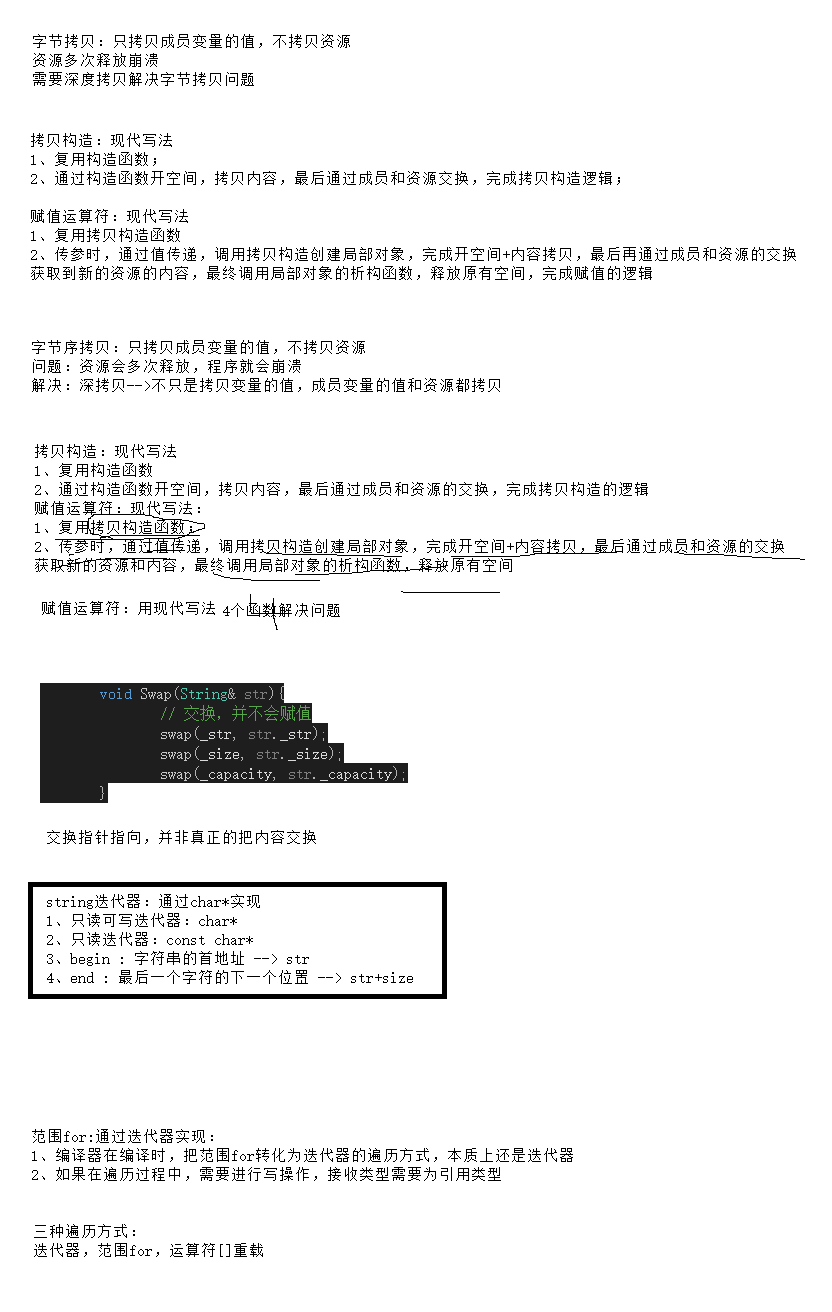 字节拷贝：只拷贝成员变量的值，不拷贝资源
资源多次释放崩溃
需要深度拷贝解决字节拷贝问题
拷贝构造：现代写法
1、复用构造函数；
2、通过构造函数开空间，拷贝内容，最后通过成员和资源交换，完成拷贝构造逻辑；
赋值运算符：现代写法
1、复用拷贝构造函数
2、传参时，通过值传递，调用拷贝构造创建局部对象，完成开空间+内容拷贝，最后再通过成员和资源的交换
获取到新的资源的内容，最终调用局部对象的析构函数，释放原有空间，完成赋值的逻辑
字节序拷贝：只拷贝成员变量的值，不拷贝资源
问题：资源会多次释放，程序就会崩溃
解决：深拷贝-->不只是拷贝变量的值，成员变量的值和资源都拷贝
拷贝构造：现代写法
1、复用构造函数
2、通过构造函数开空间，拷贝内容，最后通过成员和资源的交换，完成拷贝构造的逻辑
赋值运算符：现代写法：
1、复用拷贝构造函数；
2、传参时，通过值传递，调用拷贝构造创建局部对象，完成开空间+内容拷贝，最后通过成员和资源的交换
获取新的资源和内容，最终调用局部对象的析构函数，释放原有空间
赋值运算符：用现代写法 4个函数解决问题
void Swap(String& str){
// 交换，并不会赋值
swap(_str, str._str);
swap(_size, str._size);
swap(_capacity, str._capacity);
}
交换指针指向，并非真正的把内容交换
string迭代器：通过char*实现
1、只读可写迭代器：char*
2、只读迭代器：const char*
3、begin : 字符串的首地址 --> str
4、end : 最后一个字符的下一个位置 --> str+size
范围for:通过迭代器实现：
1、编译器在编译时，把范围for转化为迭代器的遍历方式，本质上还是迭代器
2、如果在遍历过程中，需要进行写操作，接收类型需要为引用类型
三种遍历方式：
迭代器，范围for，运算符[]重载